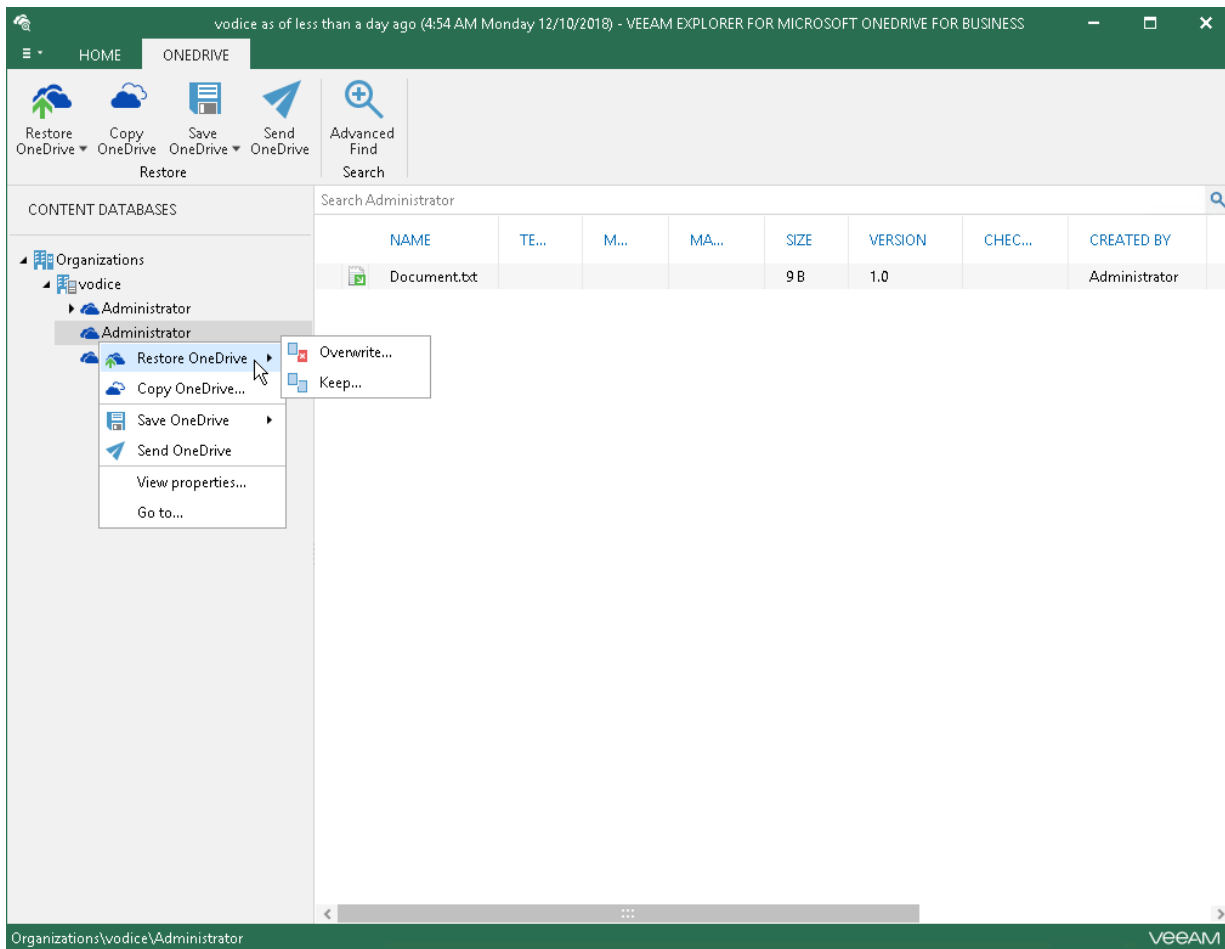 vodice as of less than a day ago (4:54 AM Monday 12/10/2018) - VEEAM EXPLORER FOR MICROSOFT ONEDRIVE FOR BUSINESS
HOME ONEDRIVE
Restore OneDrive
Copy OneDrive
Save OneDrive
Send OneDrive
Advanced Find
Restore
Search
CONTENT DATABASES
Search Administrator
NAME TE... M... MA... SIZE VERSION CHEC... CREATED BY
Document.txt 9 B 1.0 Administrator
Organizations
vodice
Administrator
Administrator
Restore OneDrive
Overwrite...
Keep...
Copy OneDrive...
Save OneDrive
Send OneDrive
View properties...
Go to...
Organizations\vodice\Administrator
veeam